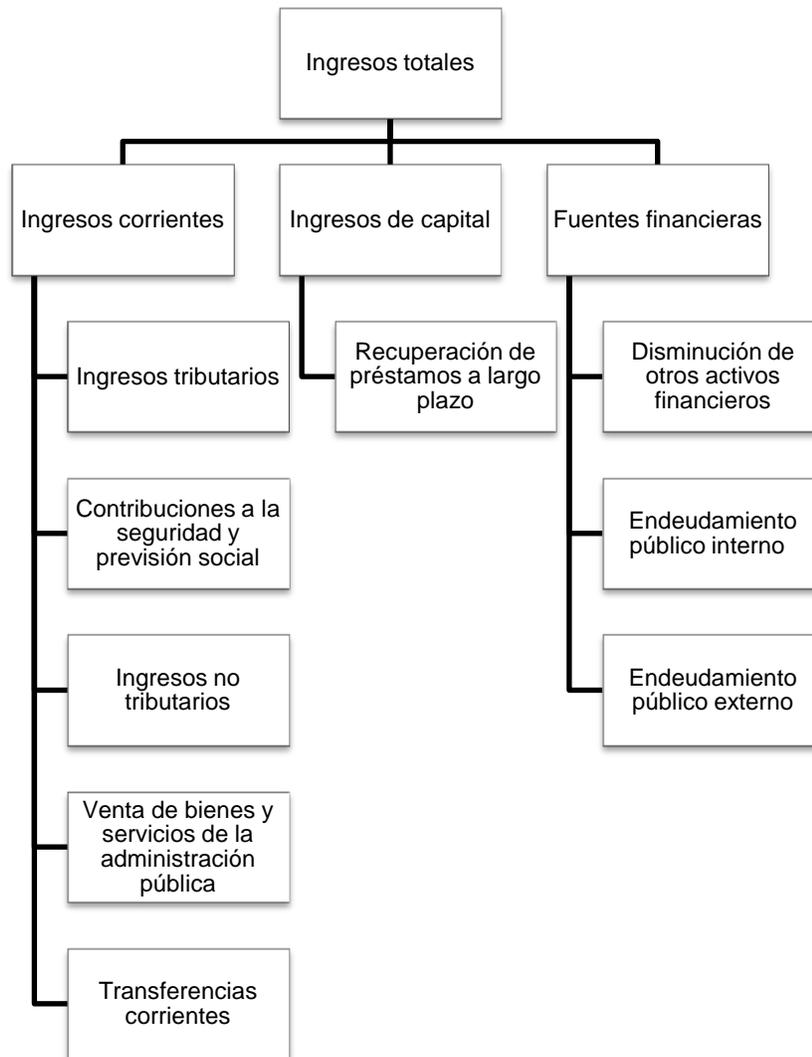 Ingresos totales
Ingresos corrientes
Ingresos tributarios
Contribuciones a la
seguridad y
previsión social
Ingresos no
tributarios
Venta de bienes y
servicios de la
administración
pública
Transferencias
corrientes
Ingresos de capital
Recuperación de
préstamos a largo
plazo
Fuentes financieras
Disminución de
otros activos
financieros
Endeudamiento
público interno
Endeudamiento
público externo